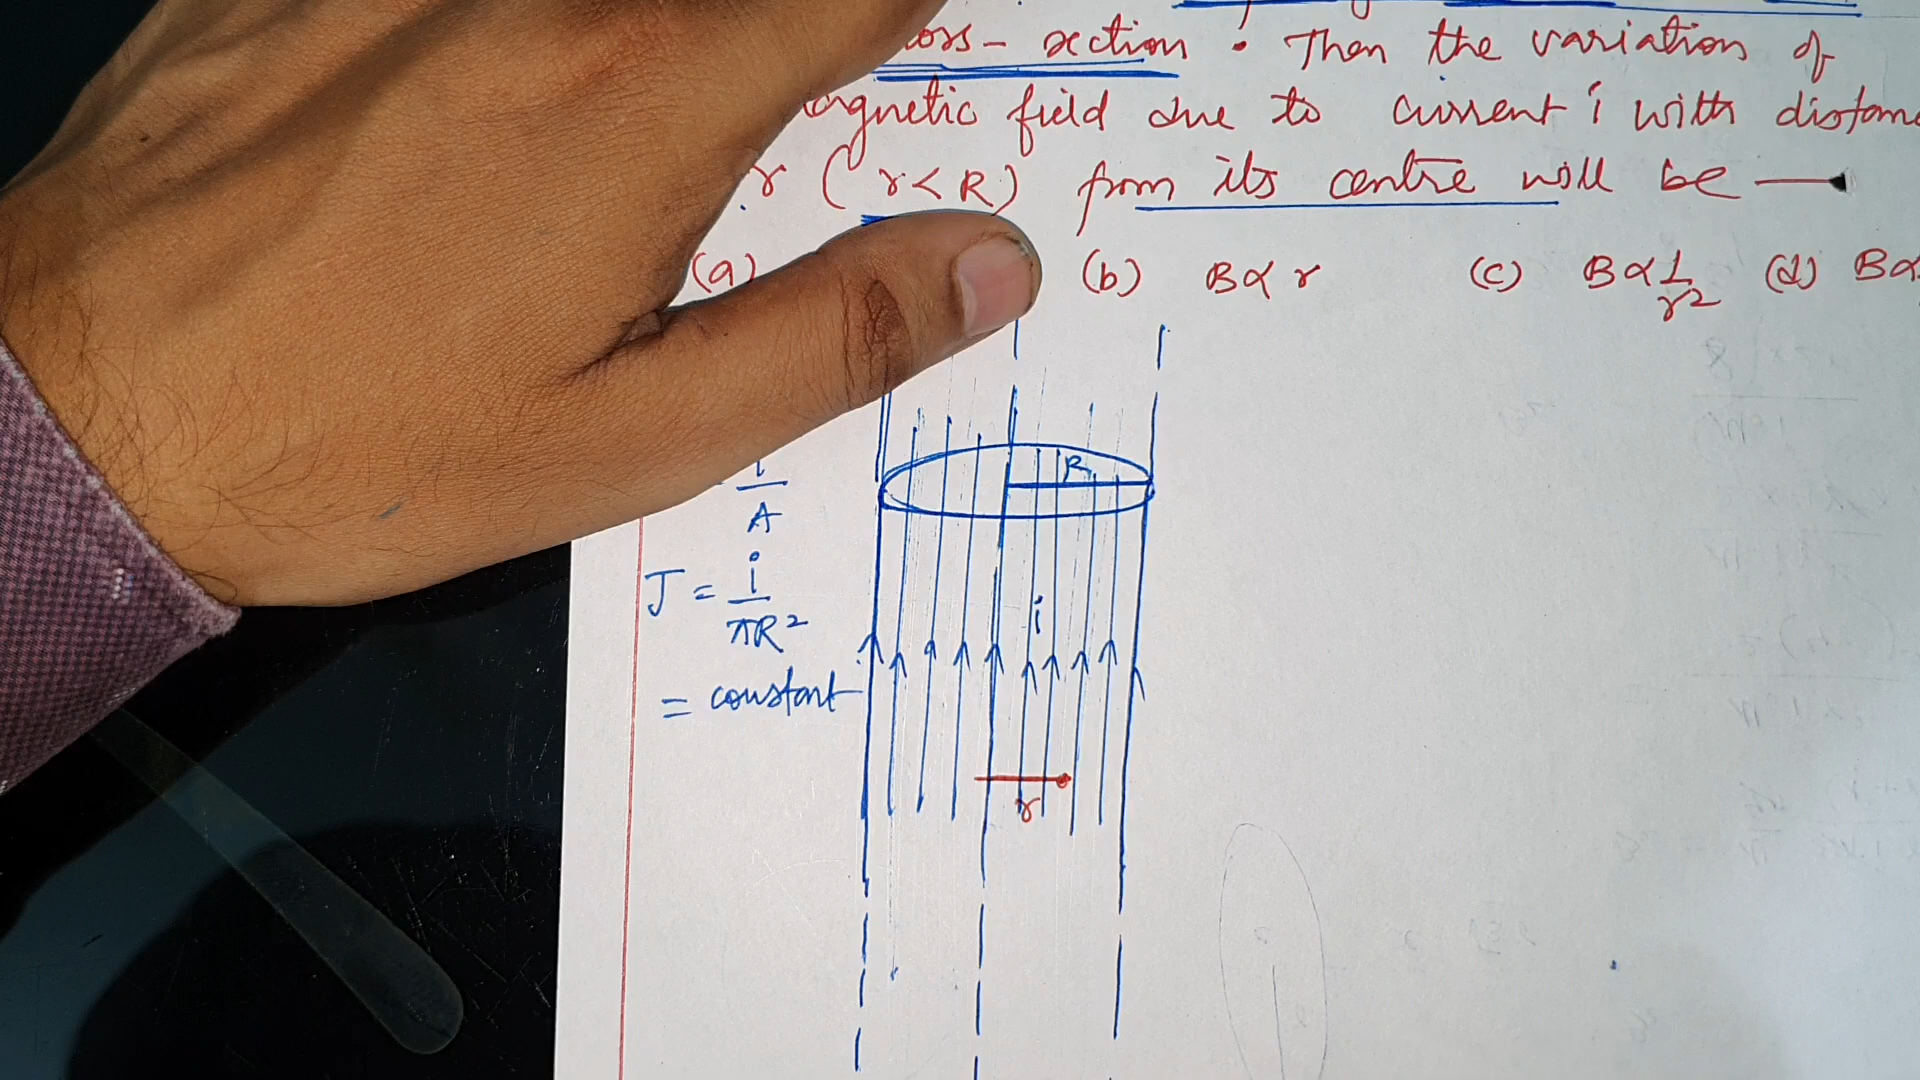 section. Then the variation of
field due to current i with
r (r<R) from its centre will be —
(a) (b) B∝r (c) B∝1/r² (d) B∝
R
i/A
J = i/πR²
i
= constant
r